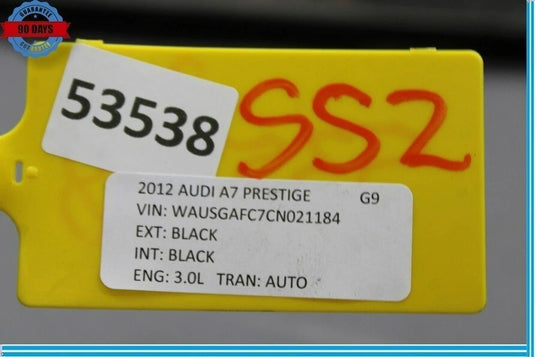 GUARANTEE
90 DAYS
GUARANTEE
53538
SS2
2012 AUDI A7 PRESTIGE G9
VIN: WAUSGAFC7CN021184
EXT: BLACK
INT: BLACK
ENG: 3.0L TRAN: AUTO